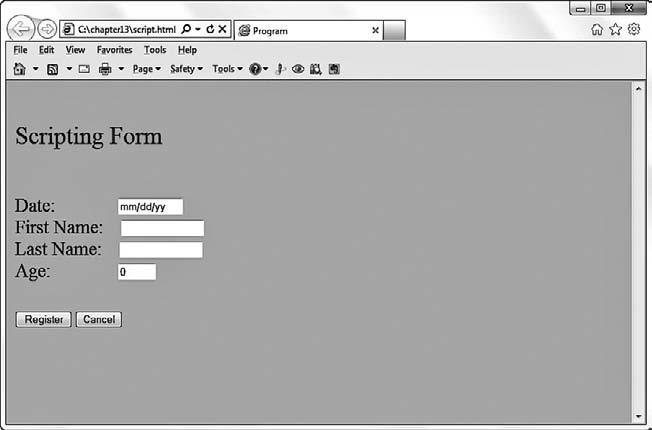 C:\chapter13\script.html
Program
File Edit View Favorites Tools Help
Page Safety Tools
Scripting Form
Date: mm/dd/yy
First Name:
Last Name:
Age: 0
Register Cancel